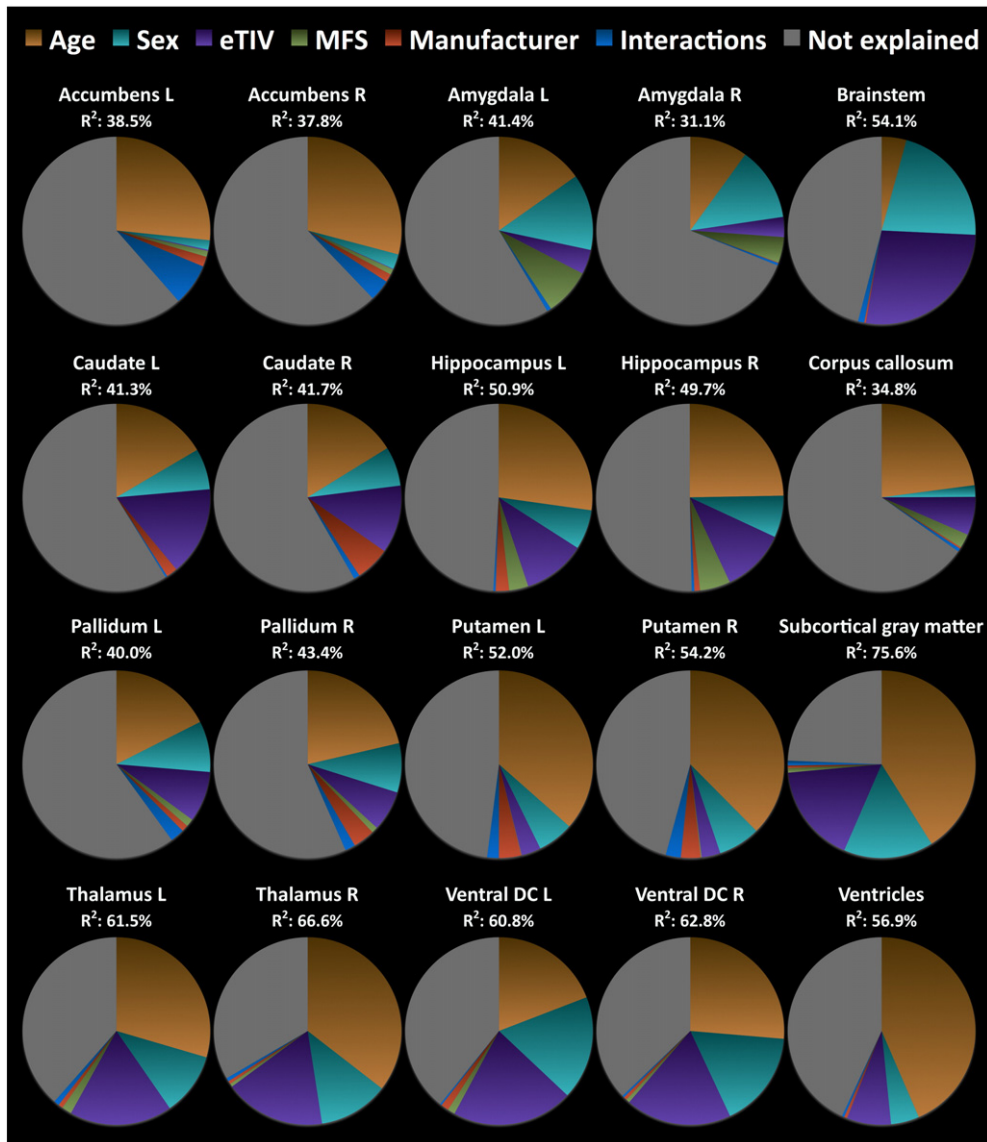 Age Sex eTIV MFS Manufacturer Interactions Not explained
Accumbens L Accumbens R Amygdala L Amygdala R Brainstem
R²: 38.5% R²: 37.8% R²: 41.4% R²: 31.1% R²: 54.1%
Caudate L Caudate R Hippocampus L Hippocampus R Corpus callosum
R²: 41.3% R²: 41.7% R²: 50.9% R²: 49.7% R²: 34.8%
Pallidum L Pallidum R Putamen L Putamen R Subcortical gray matter
R²: 40.0% R²: 43.4% R²: 52.0% R²: 54.2% R²: 75.6%
Thalamus L Thalamus R Ventral DC L Ventral DC R Ventricles
R²: 61.5% R²: 66.6% R²: 60.8% R²: 62.8% R²: 56.9%